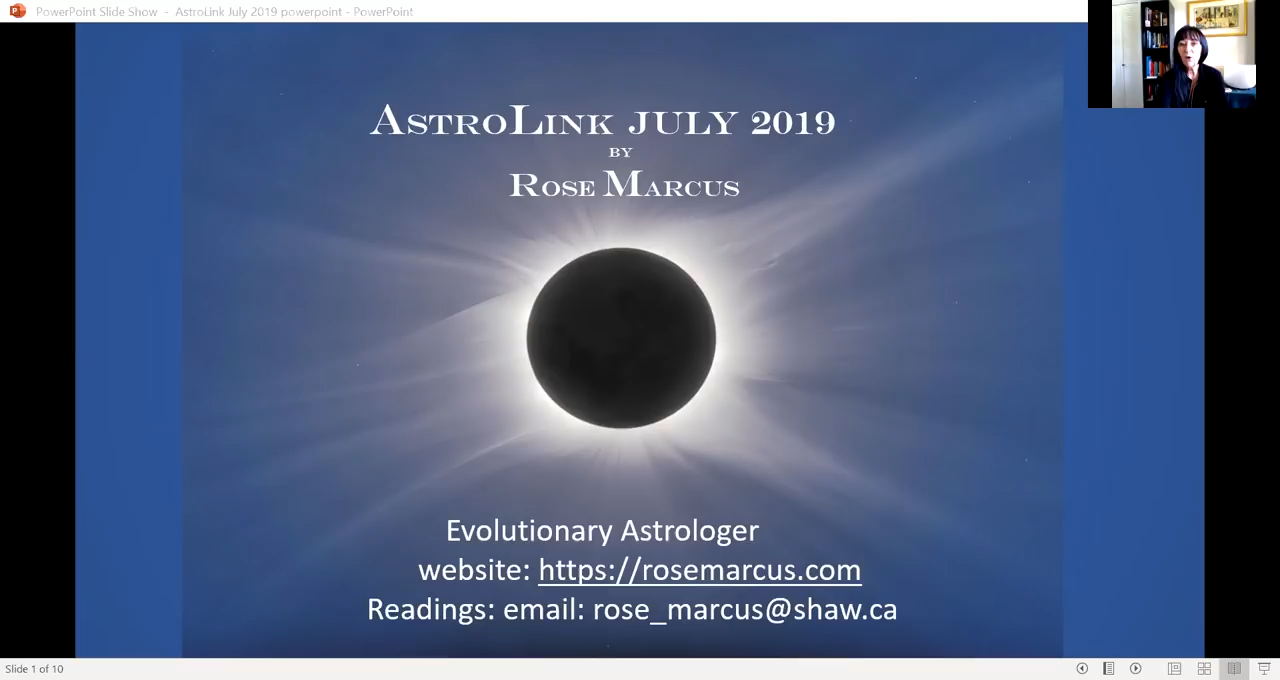 PowerPoint Slide Show - AstroLink July 2019 powerpoint - PowerPoint
AstroLink July 2019
by
Rose Marcus
Evolutionary Astrologer
website: https://rosemarcus.com
Readings: email: rose_marcus@shaw.ca
Slide 1 of 10